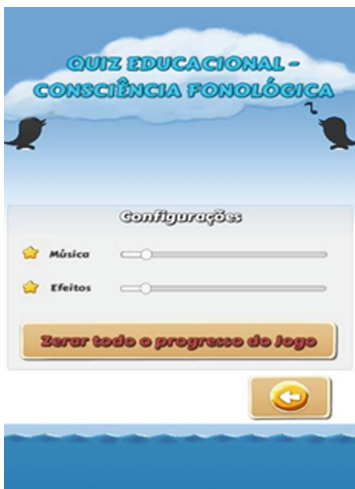 QUIZ EDUCACIONAL -
CONSCIÊNCIA FONOLÓGICA
Configurações
Música
Efeitos
Zerar todo o progresso do Jogo